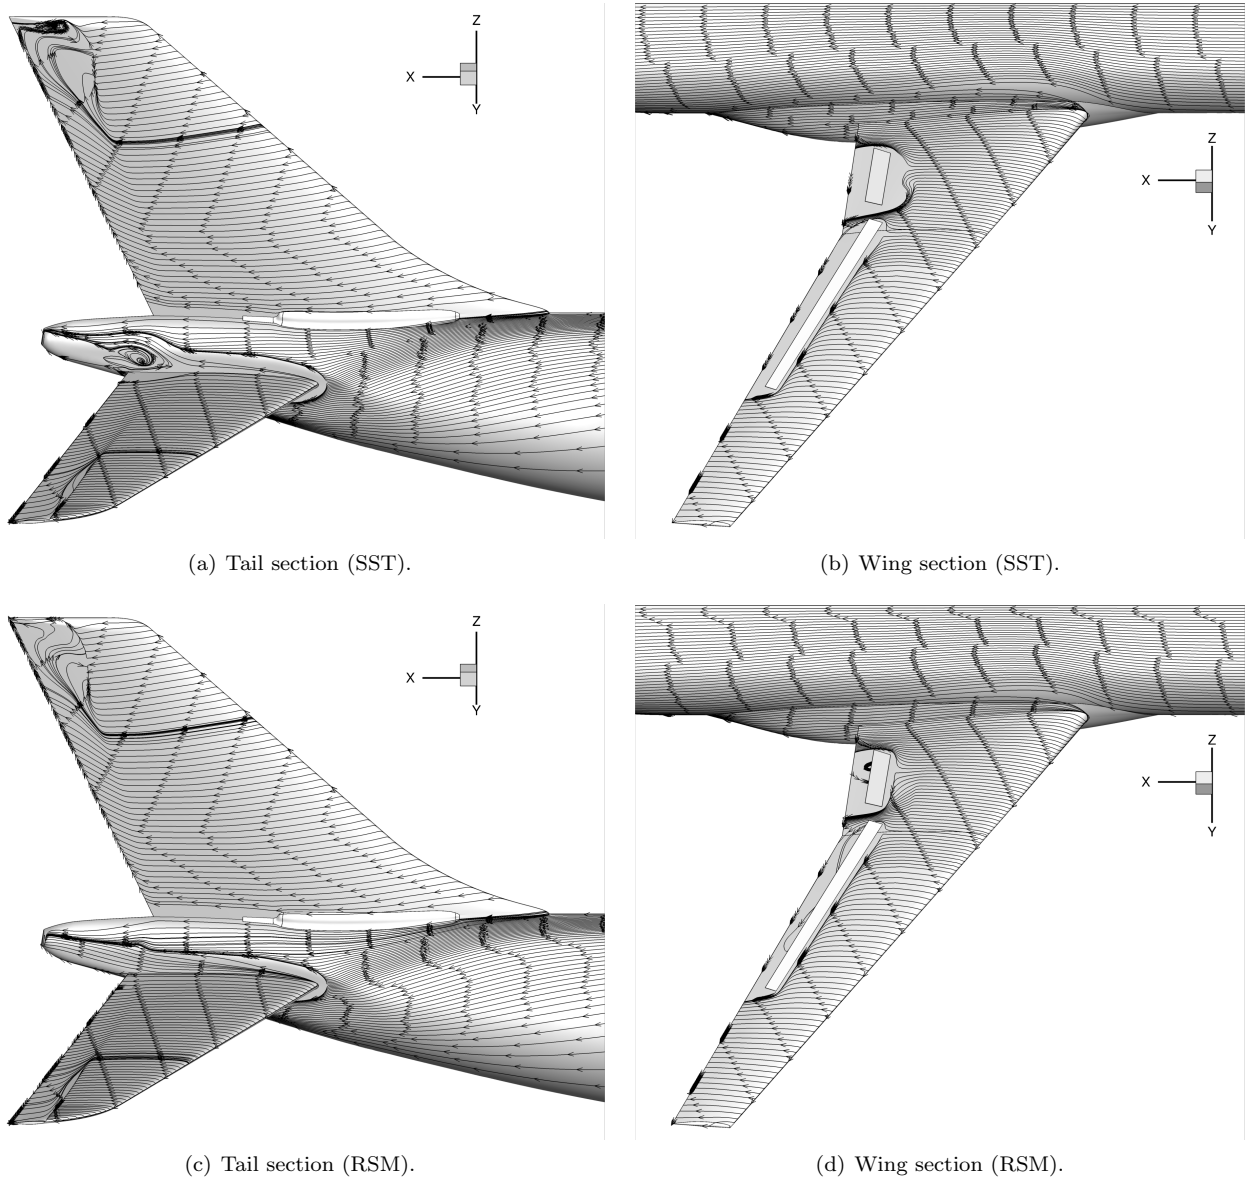 Z
X
Y
Z
X
Y
(a) Tail section (SST).
(b) Wing section (SST).
Z
X
Y
Z
X
Y
(c) Tail section (RSM).
(d) Wing section (RSM).